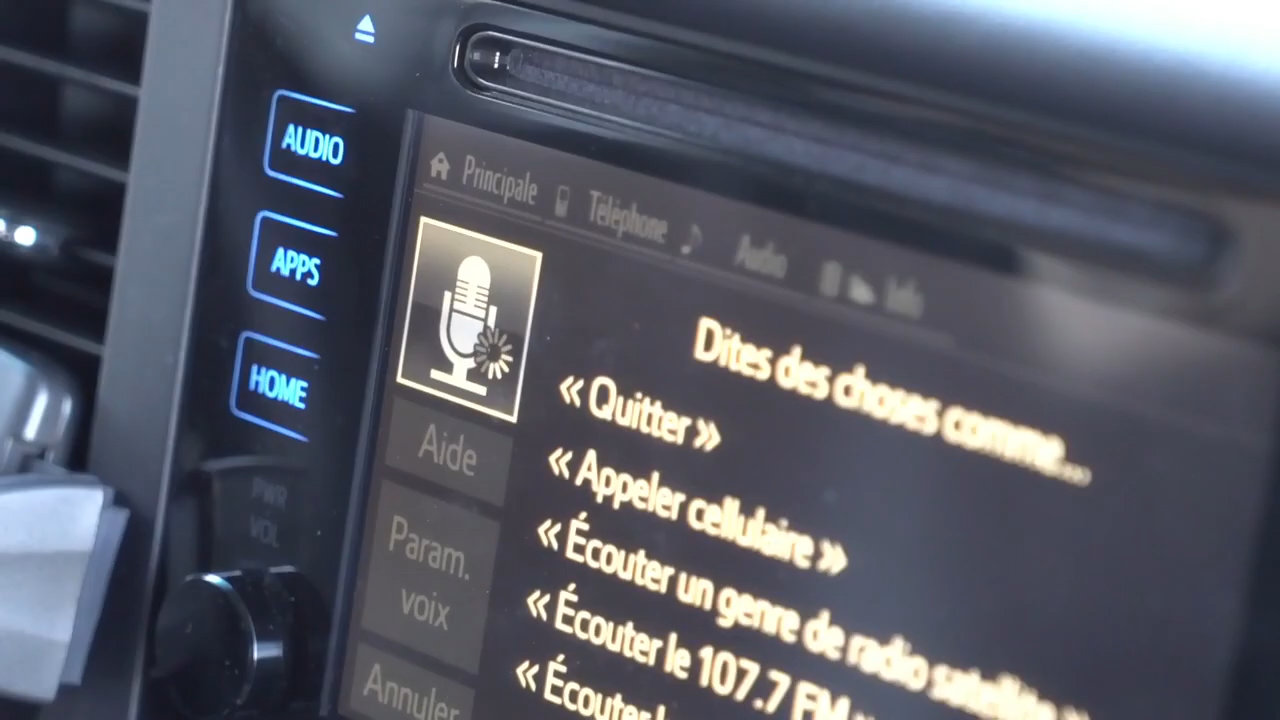 AUDIO
APPS
HOME
PWR
VOL
Principale Téléphone Audio Info
Dites des choses comme...
« Quitter »
« Appeler cellulaire »
« Écouter un genre de radio satellite »
« Écouter le 107.7 FM »
« Écouter
Aide
Param.
voix
Annuler